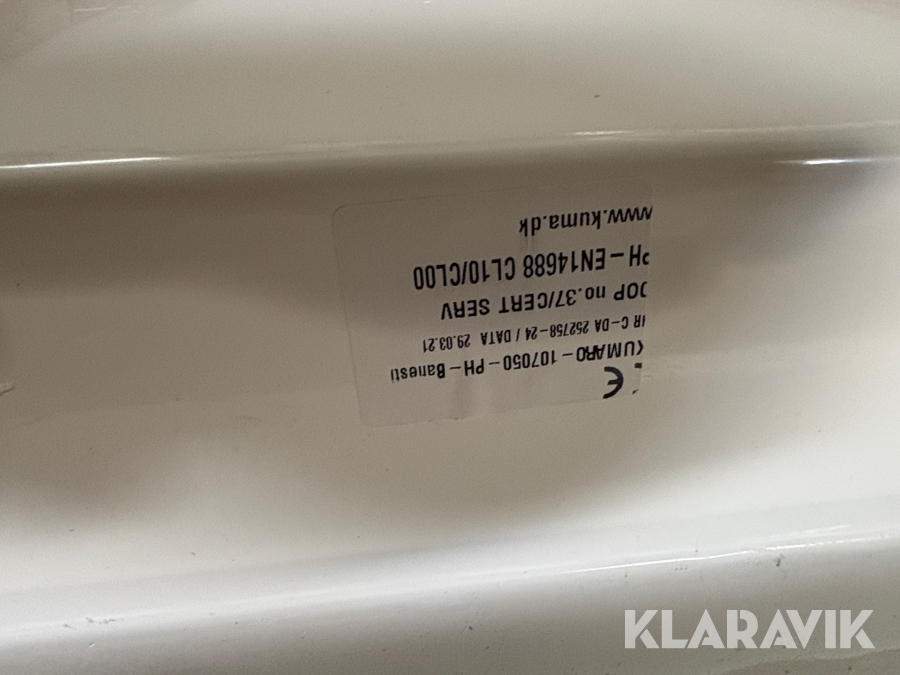 CE
KUMARO-107050-PH-Banesti
NR C-DA 252758-24 / DATA 29.03.21
DOP no.37/CERT SERV
PH-EN14688 CL10/CL00
www.kuma.dk
KLARAVIK